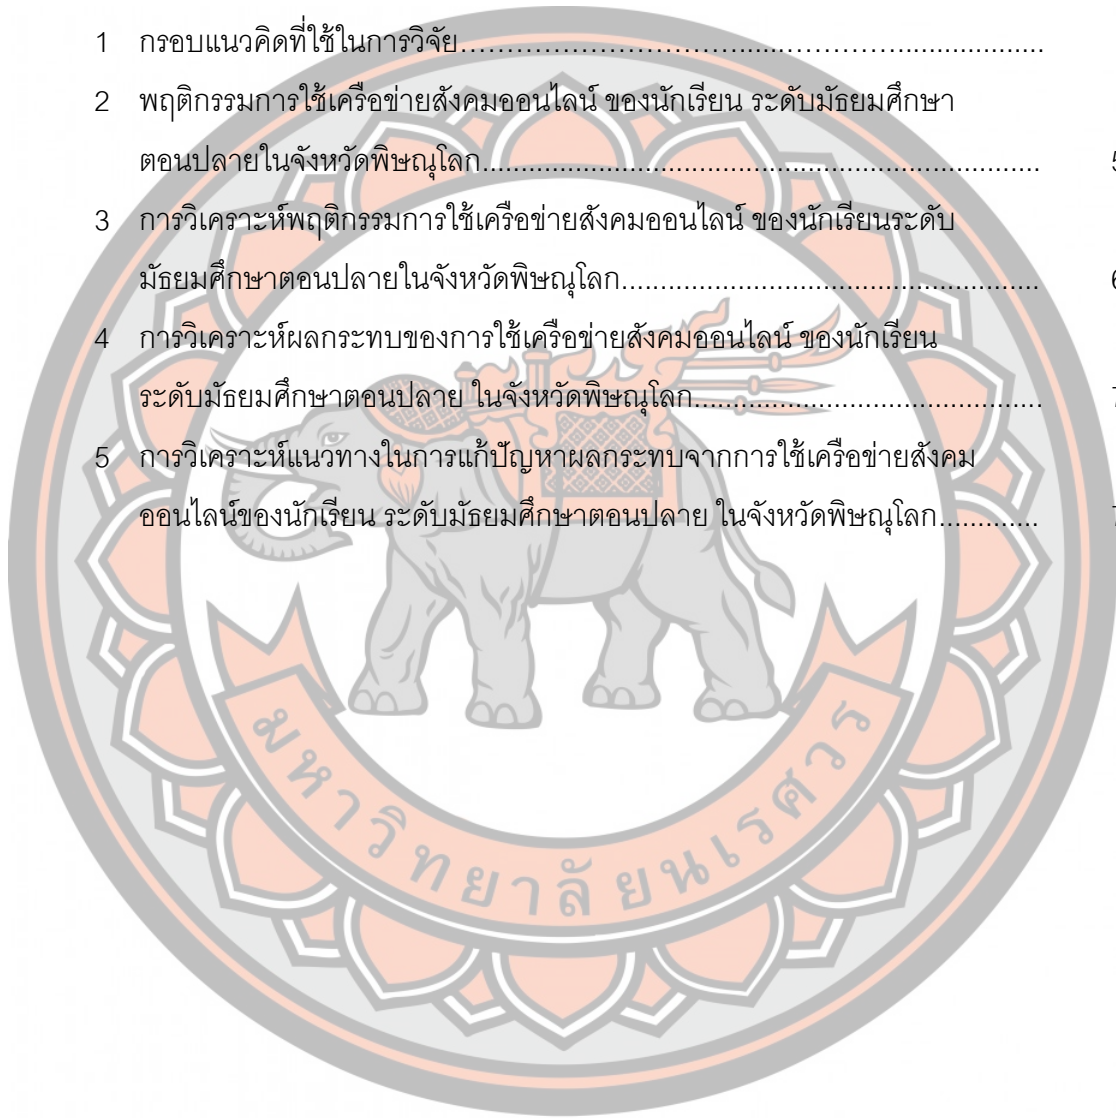 1 กรอบแนวคิดที่ใช้ในการวิจัย....................................................................
2 พฤติกรรมการใช้เครือข่ายสังคมออนไลน์ ของนักเรียน ระดับมัธยมศึกษา
ตอนปลายในจังหวัดพิษณุโลก.................................................................... 5
3 การวิเคราะห์พฤติกรรมการใช้เครือข่ายสังคมออนไลน์ ของนักเรียนระดับ
มัธยมศึกษาตอนปลายในจังหวัดพิษณุโลก.................................................... 6
4 การวิเคราะห์ผลกระทบของการใช้เครือข่ายสังคมออนไลน์ ของนักเรียน
ระดับมัธยมศึกษาตอนปลาย ในจังหวัดพิษณุโลก............................................
5 การวิเคราะห์แนวทางในการแก้ปัญหาผลกระทบจากการใช้เครือข่ายสังคม
ออนไลน์ของนักเรียน ระดับมัธยมศึกษาตอนปลาย ในจังหวัดพิษณุโลก.............
มหาวิทยาลัยนเรศวร